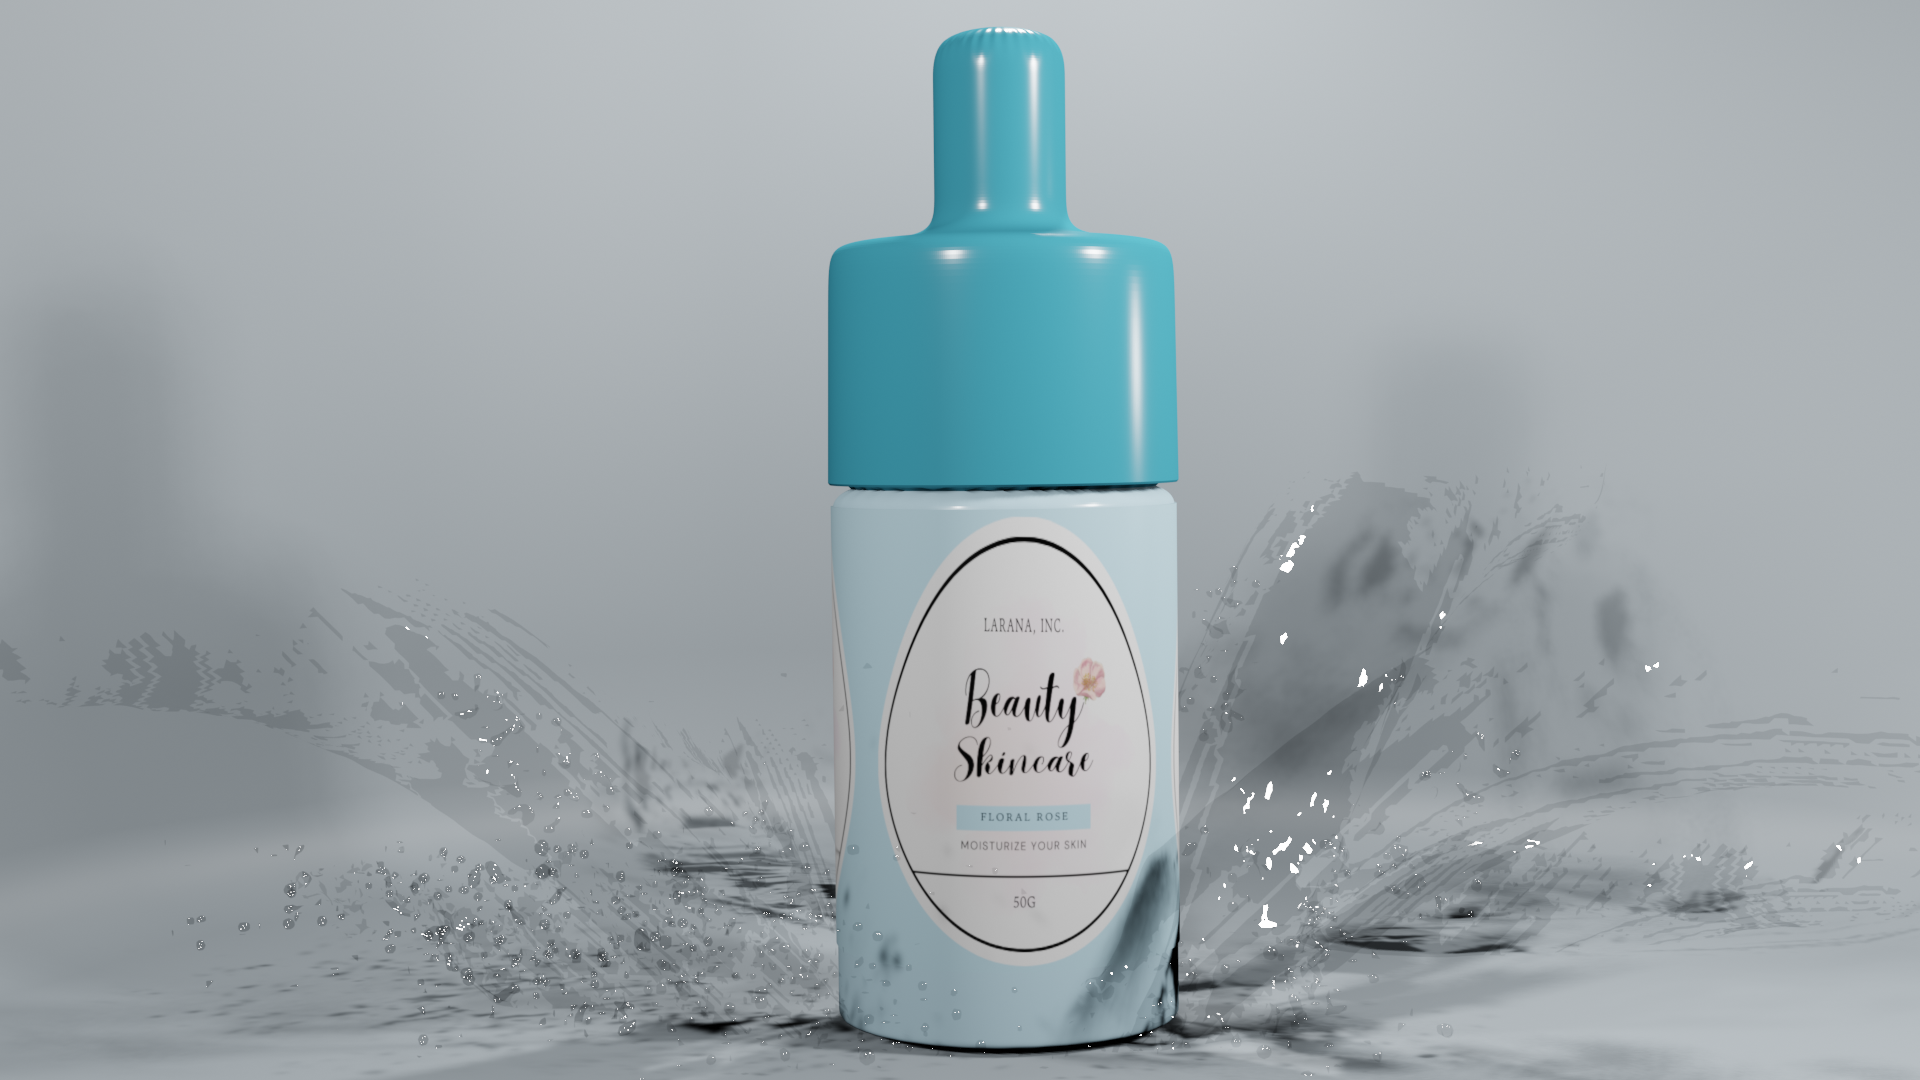 LARANA, INC.
Beauty
Skincare
FLORAL ROSE
MOISTURIZE YOUR SKIN
50G